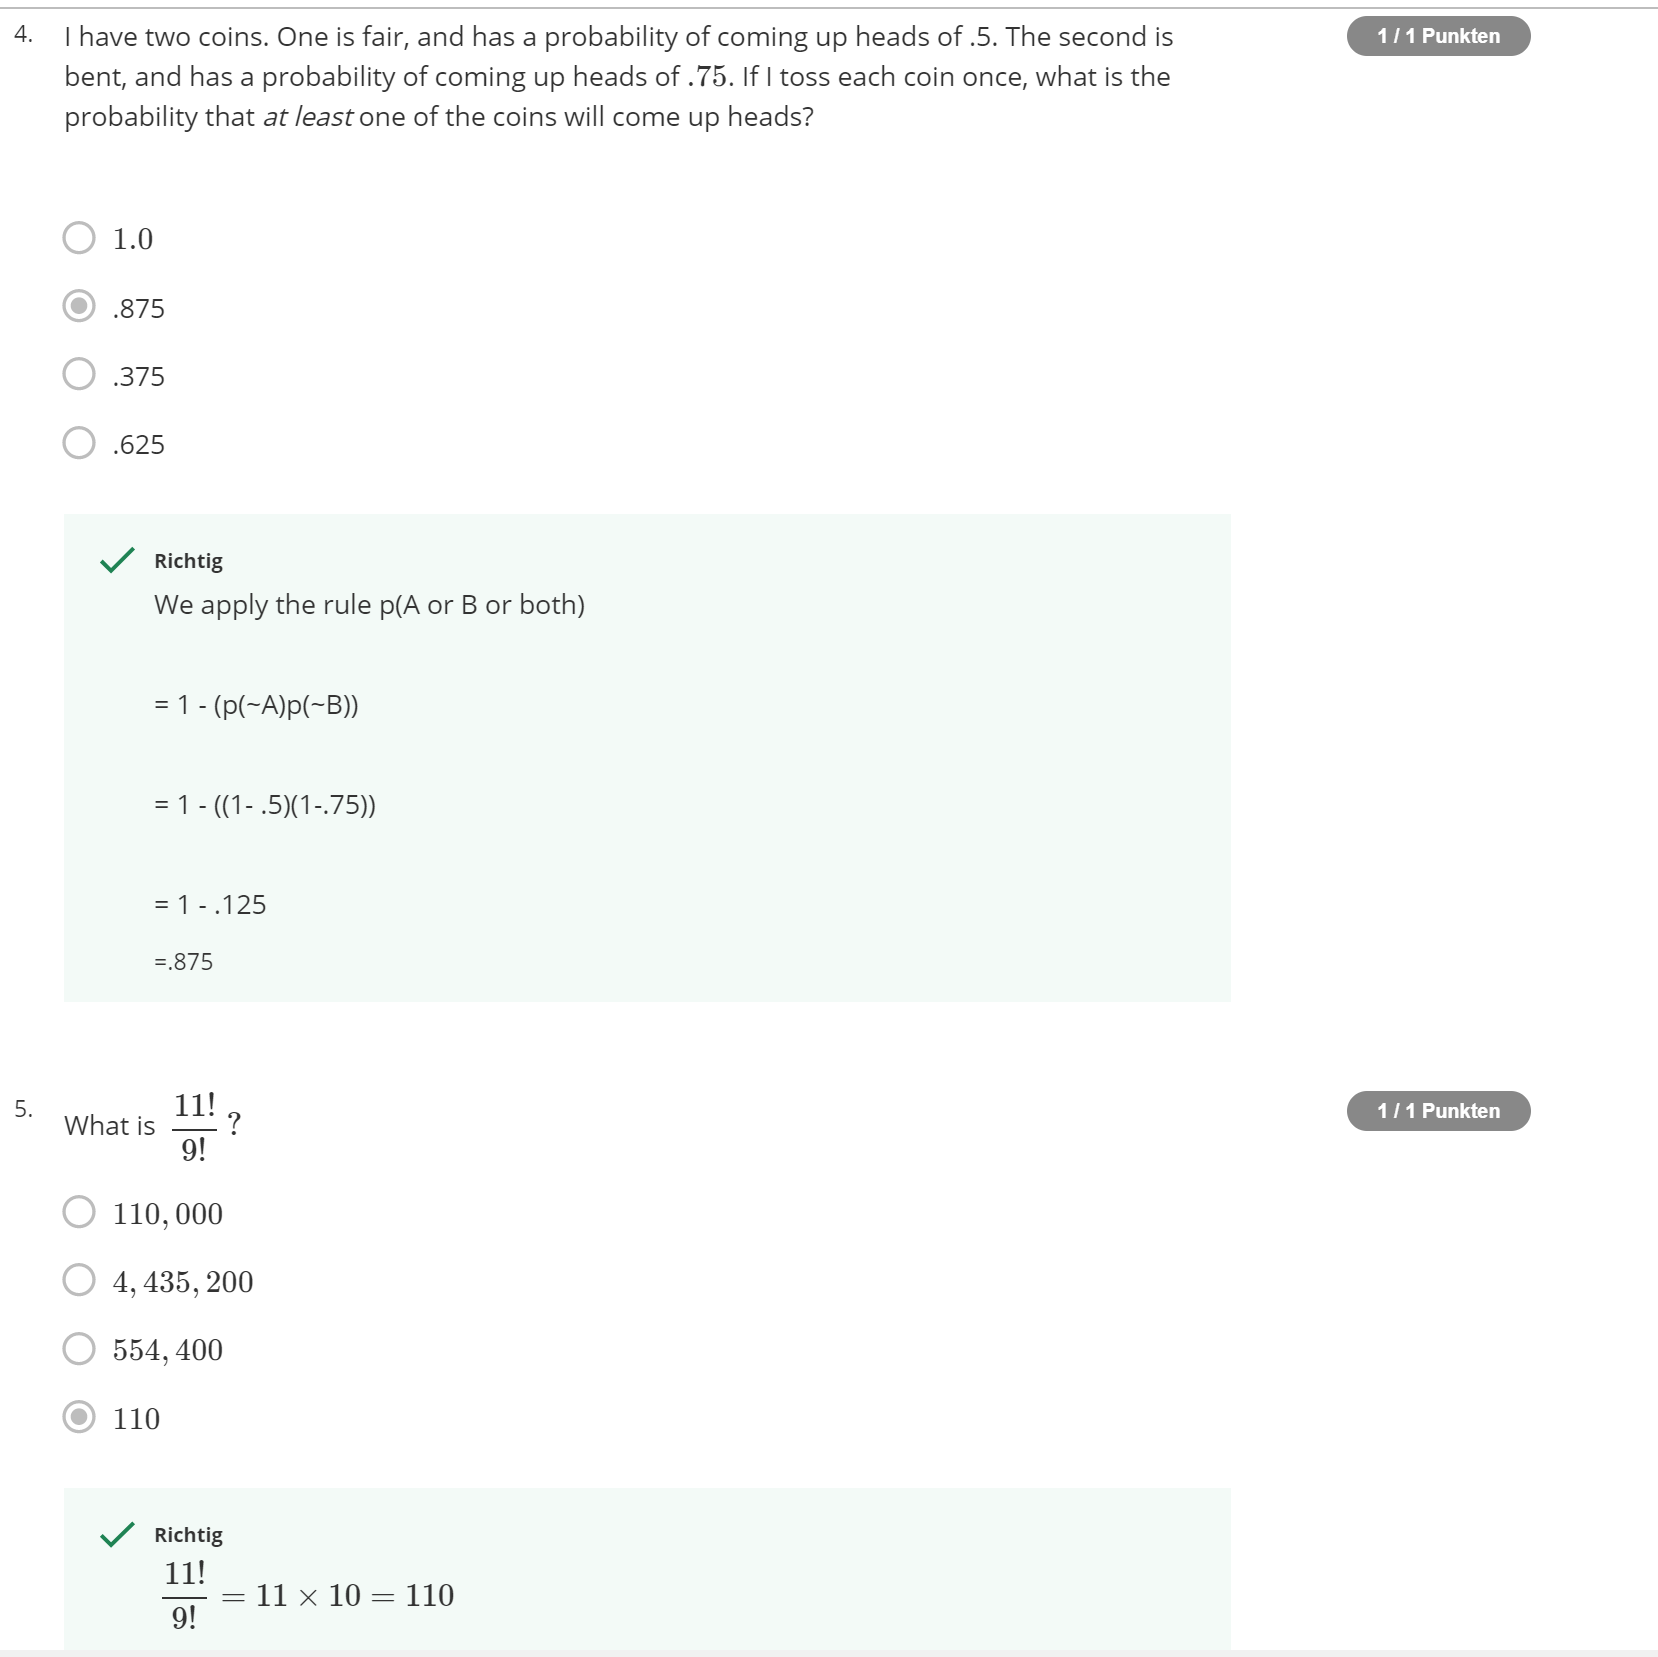 4. I have two coins. One is fair, and has a probability of coming up heads of .5. The second is
bent, and has a probability of coming up heads of .75. If I toss each coin once, what is the
probability that at least one of the coins will come up heads?
1 / 1 Punkten
1.0
.875
.375
.625
Richtig
We apply the rule p(A or B or both)
= 1 - (p(~A)p(~B))
= 1 - ((1- .5)(1-.75))
= 1 - .125
=.875
5. What is 11!/9! ?
1 / 1 Punkten
110, 000
4, 435, 200
554, 400
110
Richtig
11!/9! = 11 × 10 = 110